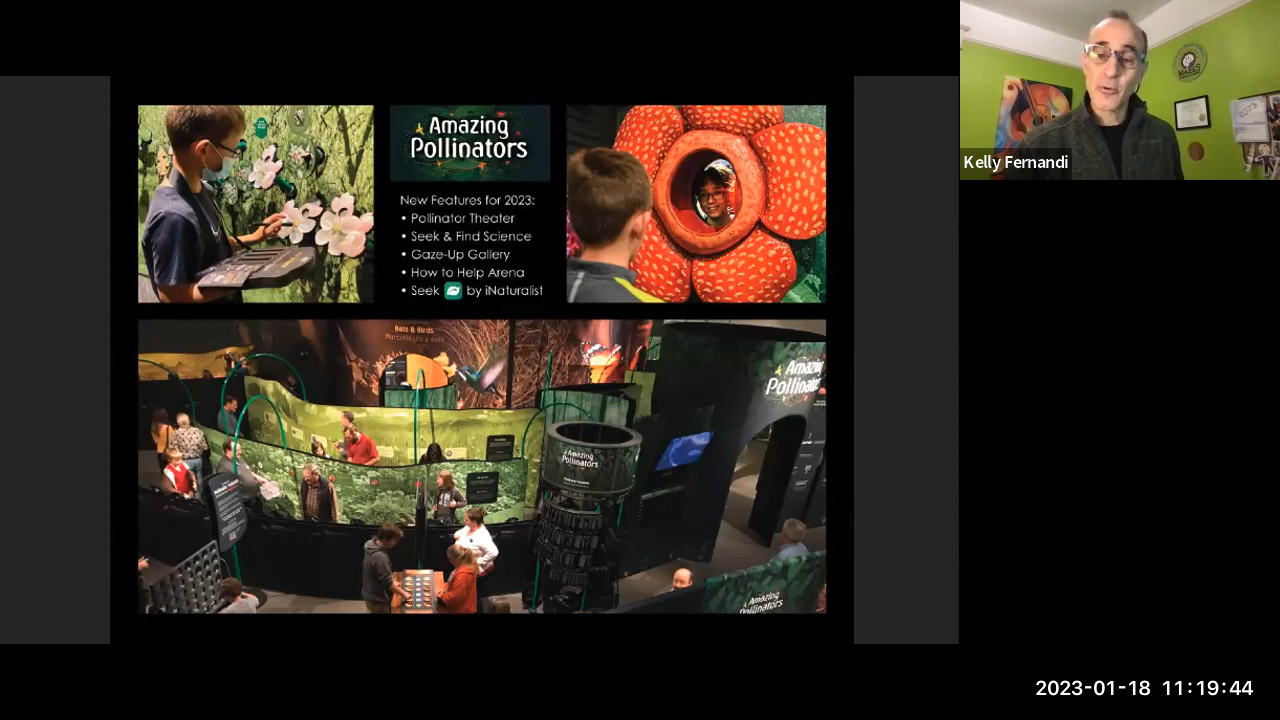 Amazing
Pollinators
New Features for 2023:
• Pollinator Theater
• Seek & Find Science
• Gaze-Up Gallery
• How to Help Arena
• Seek by iNaturalist
Kelly Fernandi
Bats & Birds
Amazing
Pollinators
Amazing
Pollinators
Amazing
Pollinators
2023
2023-01-18 11:19:44